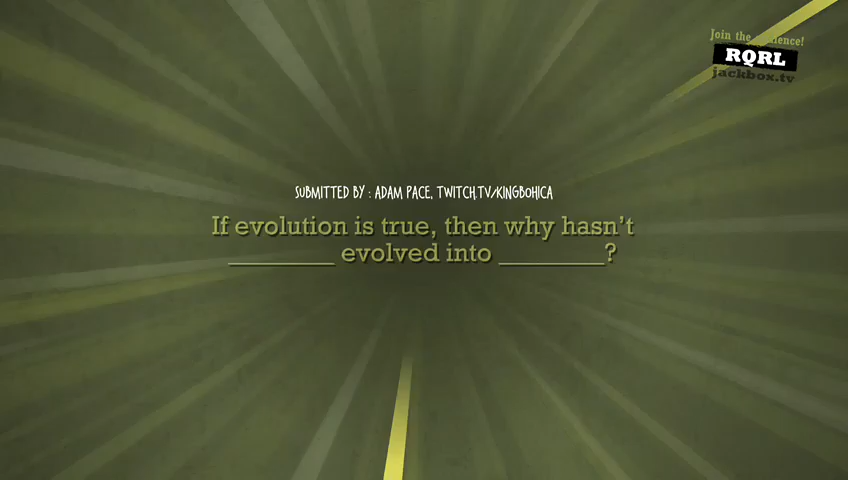 Join the audience!
RQRL
jackbox.tv
SUBMITTED BY : ADAM PACE, TWITCH.TV/KINGBOHICA
If evolution is true, then why hasn't
________ evolved into ________?